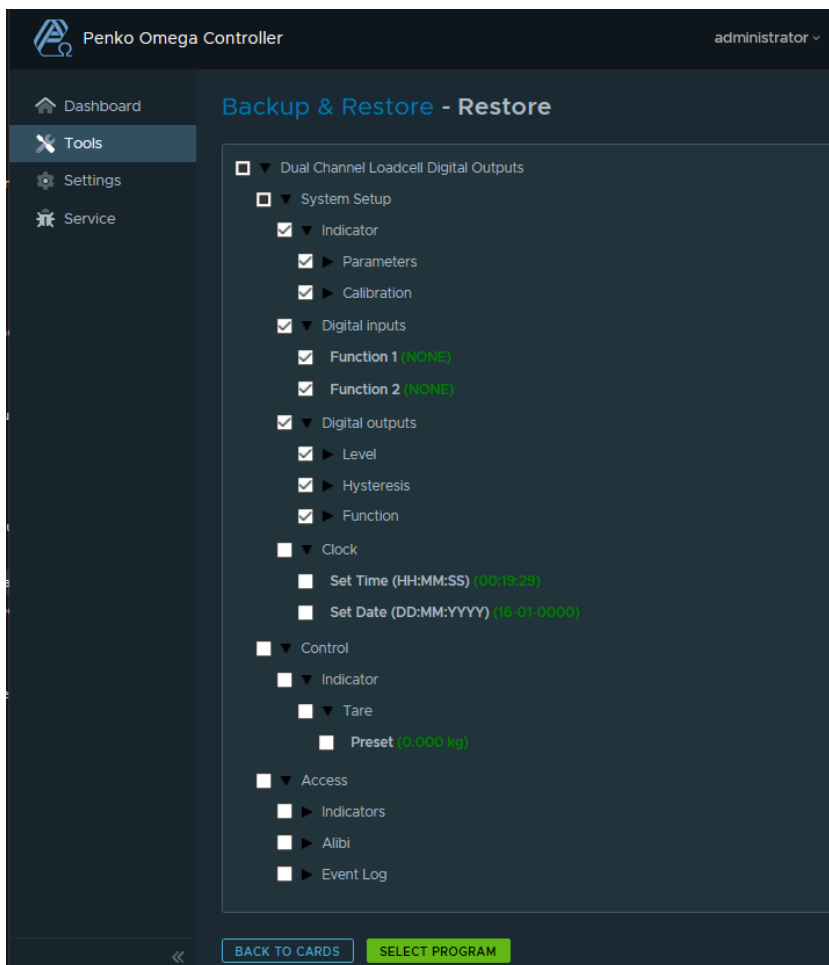 Penko Omega Controller
administrator
Dashboard
Tools
Settings
Service
Backup & Restore - Restore
Dual Channel Loadcell Digital Outputs
System Setup
Indicator
Parameters
Calibration
Digital inputs
Function 1 (NONE)
Function 2 (NONE)
Digital outputs
Level
Hysteresis
Function
Clock
Set Time (HH:MM:SS) (00:19:29)
Set Date (DD:MM:YYYY) (16-01-0000)
Control
Indicator
Tare
Preset (0.000 kg)
Access
Indicators
Alibi
Event Log
BACK TO CARDS
SELECT PROGRAM